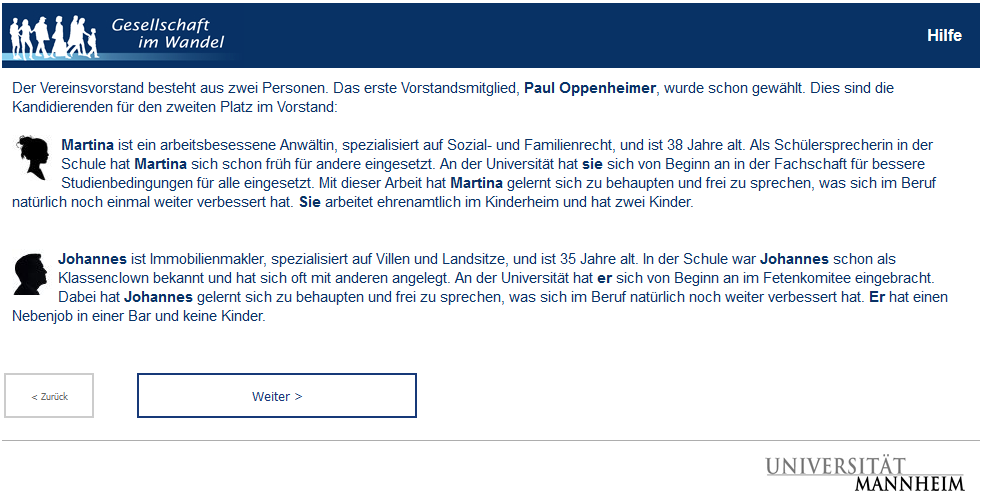 Gesellschaft
im Wandel
Hilfe
Der Vereinsvorstand besteht aus zwei Personen. Das erste Vorstandsmitglied, Paul Oppenheimer, wurde schon gewählt. Dies sind die
Kandidierenden für den zweiten Platz im Vorstand:
Martina ist ein arbeitsbesessene Anwältin, spezialisiert auf Sozial- und Familienrecht, und ist 38 Jahre alt. Als Schülersprecherin in der
Schule hat Martina sich schon früh für andere eingesetzt. An der Universität hat sie sich von Beginn an in der Fachschaft für bessere
Studienbedingungen für alle eingesetzt. Mit dieser Arbeit hat Martina gelernt sich zu behaupten und frei zu sprechen, was sich im Beruf
natürlich noch einmal weiter verbessert hat. Sie arbeitet ehrenamtlich im Kinderheim und hat zwei Kinder.
Johannes ist Immobilienmakler, spezialisiert auf Villen und Landsitze, und ist 35 Jahre alt. In der Schule war Johannes schon als
Klassenclown bekannt und hat sich oft mit anderen angelegt. An der Universität hat er sich von Beginn an im Fetenkomitee eingebracht.
Dabei hat Johannes gelernt sich zu behaupten und frei zu sprechen, was sich im Beruf natürlich noch weiter verbessert hat. Er hat einen
Nebenjob in einer Bar und keine Kinder.
< Zurück
Weiter >
UNIVERSITÄT
MANNHEIM